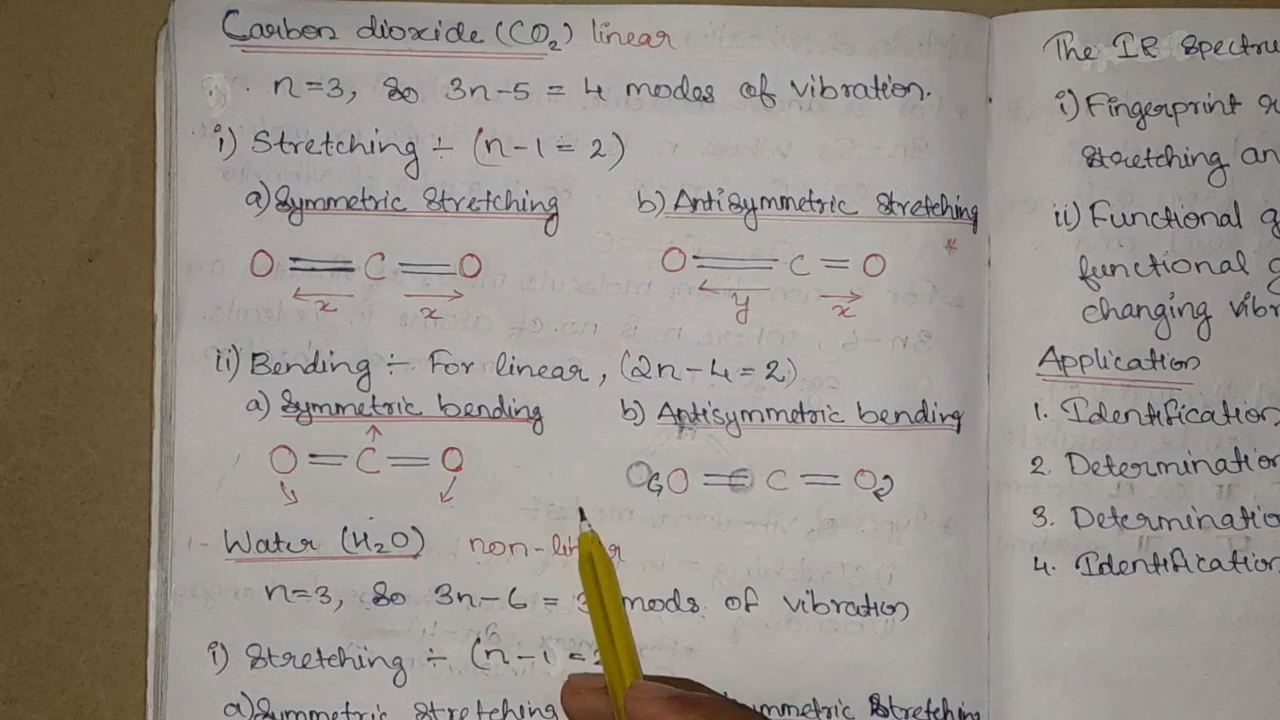 Carbon dioxide (CO₂) linear
n=3, so 3n-5 = 4 modes of vibration.
i) Stretching ÷ (n-1=2)
a) Symmetric Stretching b) Antisymmetric Stretching
O = C = O O = C = O *
x x y x
ii) Bending ÷ For linear, (2n-4=2)
a) Symmetric bending b) Antisymmetric bending
O = C = O O = C = O
Water (H₂O) non-
n=3, so 3n-6 = mods. of vibration
i) Stretching ÷ (n-1 =
a) Symmetric Stretching mmetric Stretching
The IR Spectru
i) Fingerprint
Stretching an
ii) Functional g
functional g
changing vibr
Application
1. Identification
2 Determination
3. Determinatio
4. Identification